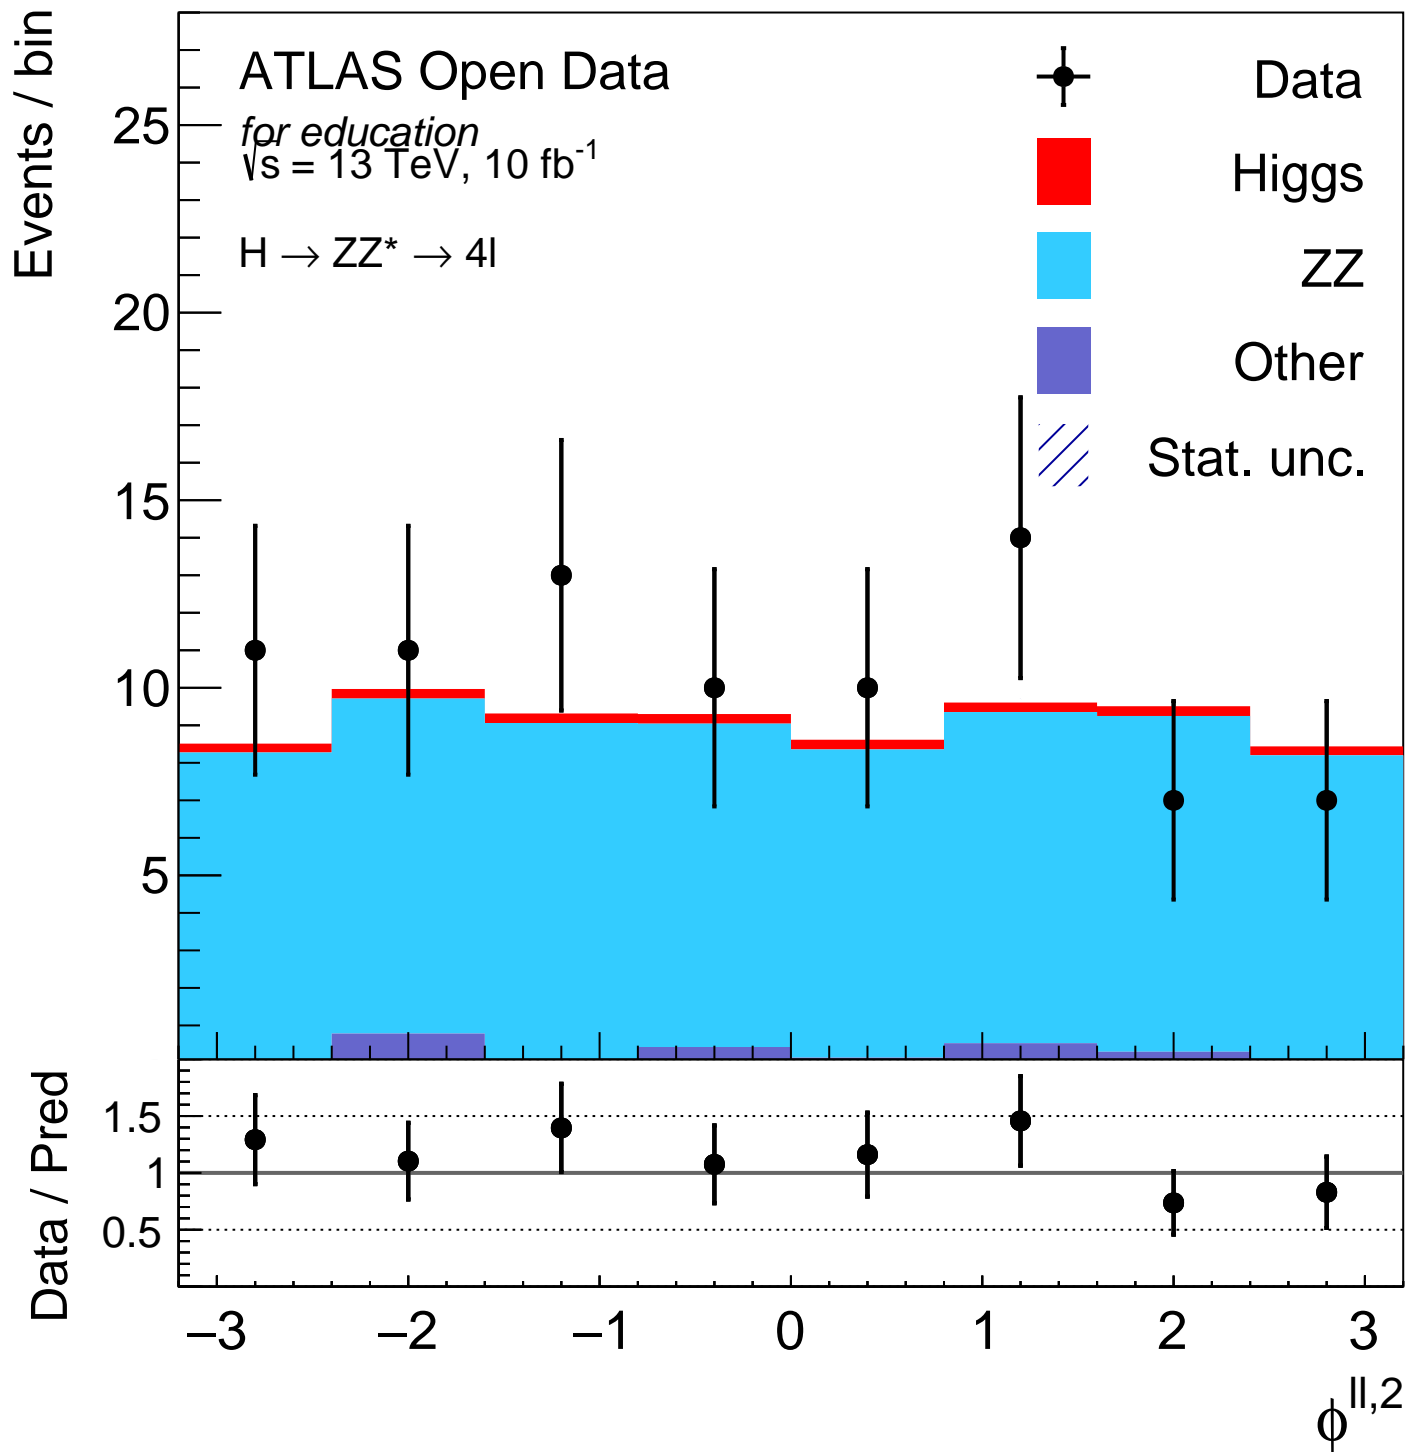 Events / bin
ATLAS Open Data
for education
√s = 13 TeV, 10 fb⁻¹
H → ZZ* → 4l
Data
Higgs
ZZ
Other
Stat. unc.
25
20
15
10
5
Data / Pred
1.5
1
0.5
–3 –2 –1 0 1 2 3
ϕ^ll,2